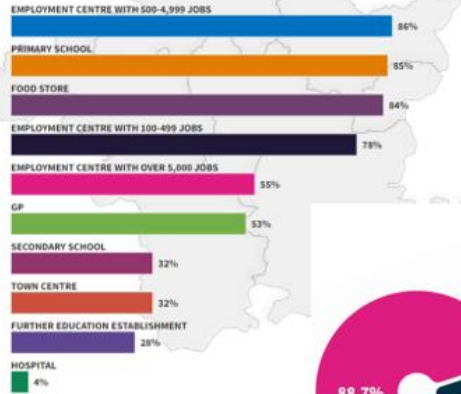 EMPLOYMENT CENTRE WITH 500-4,999 JOBS
86%
PRIMARY SCHOOL
85%
FOOD STORE
84%
EMPLOYMENT CENTRE WITH 100-499 JOBS
78%
EMPLOYMENT CENTRE WITH OVER 5,000 JOBS
55%
GP
53%
SECONDARY SCHOOL
32%
TOWN CENTRE
32%
FURTHER EDUCATION ESTABLISHMENT
28%
HOSPITAL
4%
88.7%